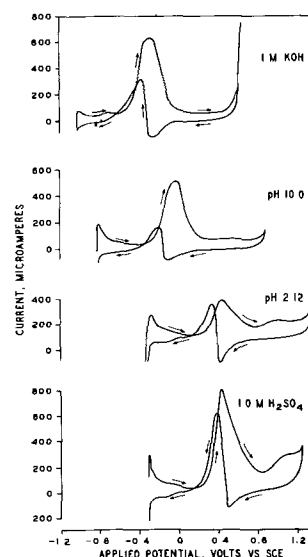 800
600
400
200
0
1 M KOH
600
400
200
0
pH 10.0
400
200
0
pH 2.12
800
600
400
200
0
200
1.0 M H₂SO₄
CURRENT, MICROAMPERES
-1.2 -0.8 -0.4 0 0.4 0.8 1.2
APPLIED POTENTIAL, VOLTS VS SCE